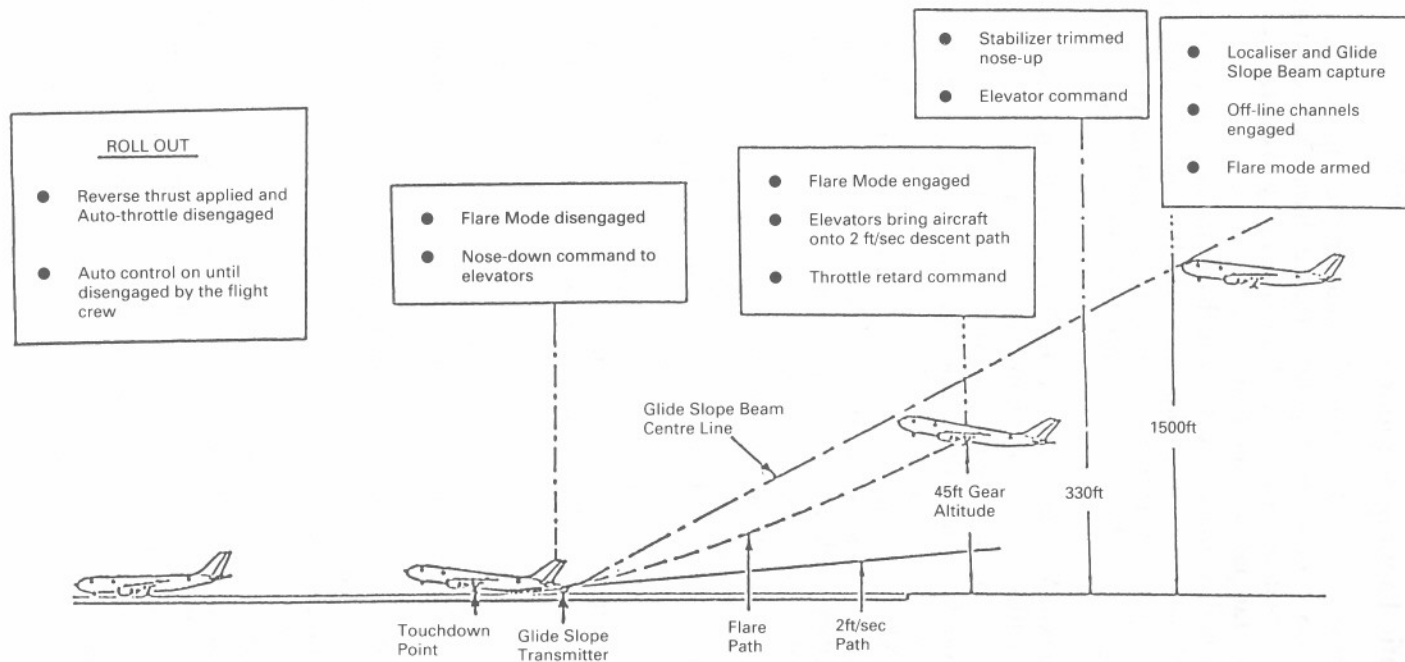 ROLL OUT
● Reverse thrust applied and
Auto-throttle disengaged
● Auto control on until
disengaged by the flight
crew
● Flare Mode disengaged
● Nose-down command to
elevators
● Flare Mode engaged
● Elevators bring aircraft
onto 2 ft/sec descent path
● Throttle retard command
● Stabilizer trimmed
nose-up
● Elevator command
● Localiser and Glide
Slope Beam capture
● Off-line channels
engaged
● Flare mode armed
Glide Slope Beam
Centre Line
45ft Gear
Altitude
330ft
1500ft
Touchdown
Point
Glide Slope
Transmitter
Flare
Path
2ft/sec
Path